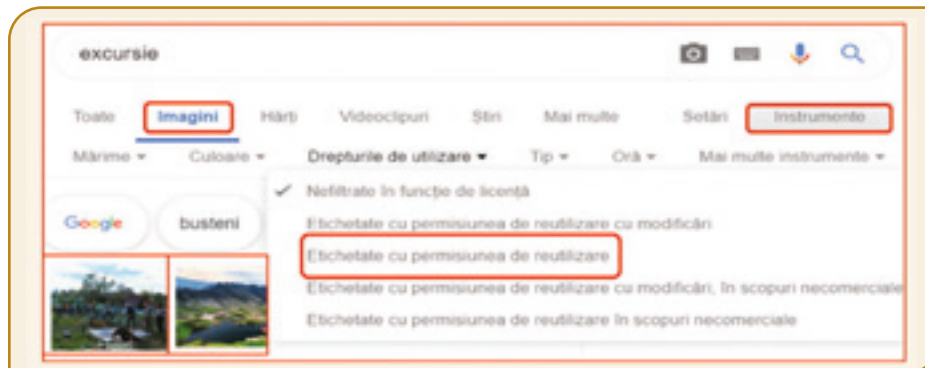 excursie
Toate Imagini Hărți Videoclipuri Știri Mai multe Setări Instrumente
Mărime Culoare Drepturile de utilizare Tip Oră Mai multe instrumente
Nefiltrate în funcție de licență
Google busteni Etichetate cu permisiunea de reutilizare cu modificări
Etichetate cu permisiunea de reutilizare
Etichetate cu permisiunea de reutilizare cu modificări, în scopuri necomerciale
Etichetate cu permisiunea de reutilizare în scopuri necomerciale